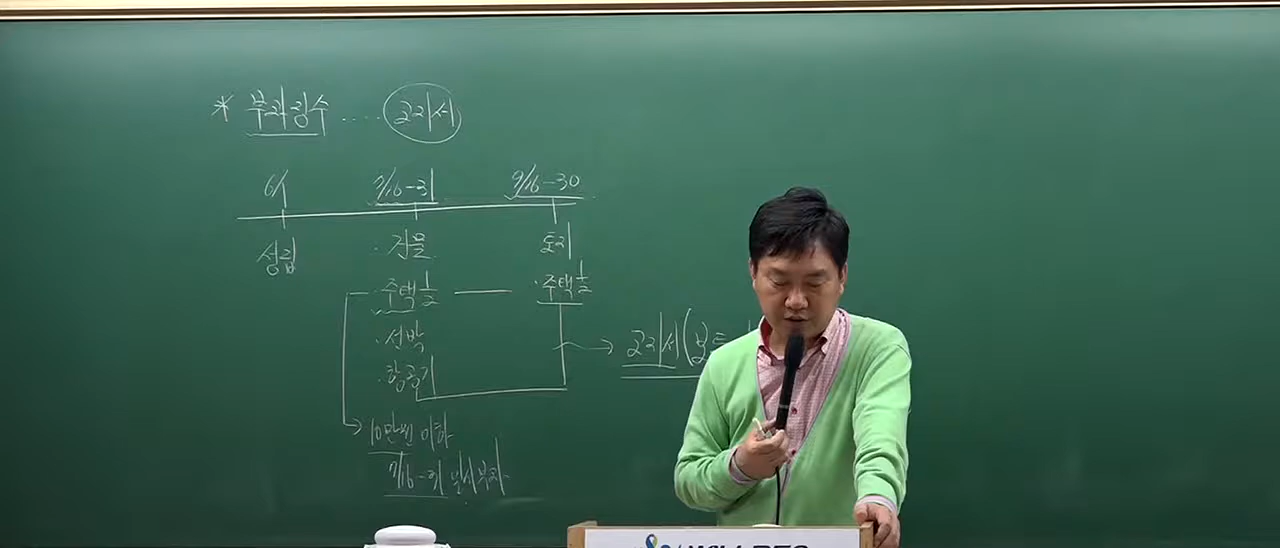 * 부과징수 .... 고지서
6/1 7/16-31 9/16-30
성립 · 건물 토지
· 주택 1/2 — · 주택 1/2
· 선박
· 항공기
→ 고지서(
→ 10만원 이하
7/16-31 일시부과